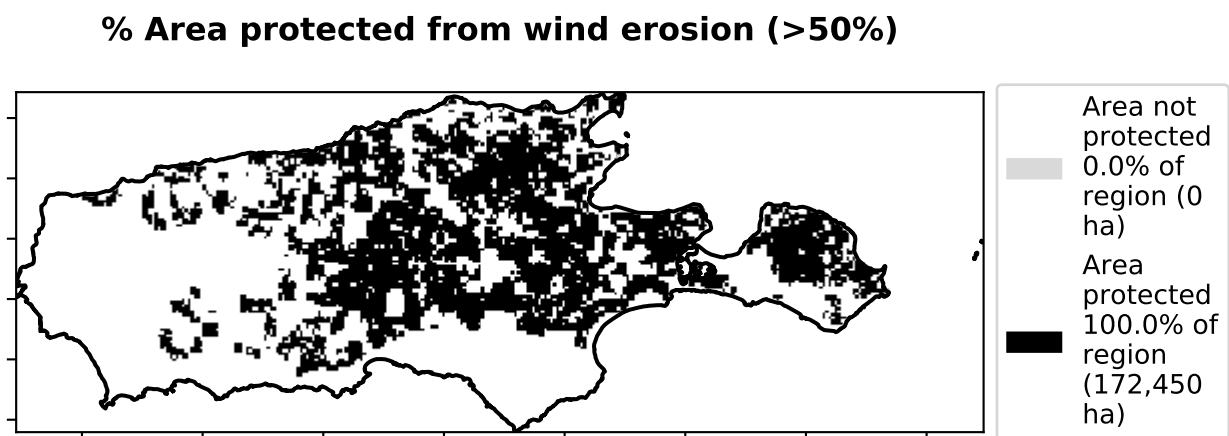 % Area protected from wind erosion (>50%)
Area not
protected
0.0% of
region (0
ha)
Area
protected
100.0% of
region
(172,450
ha)